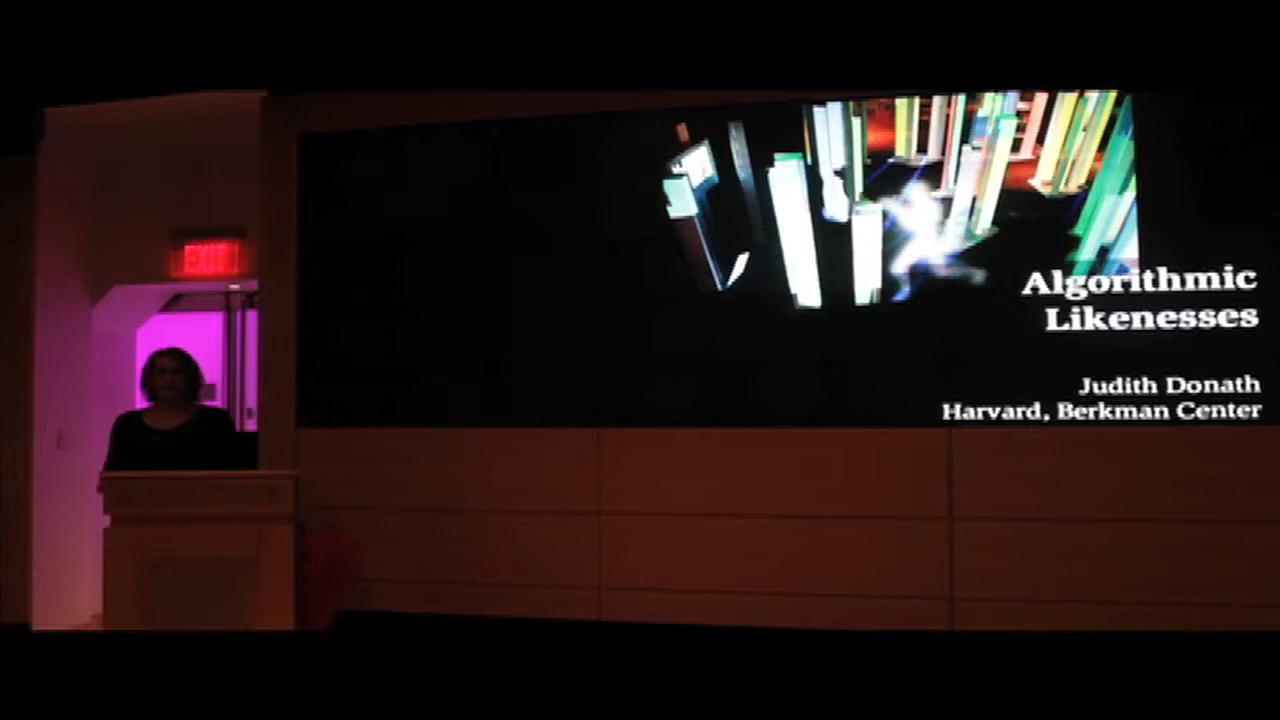 EXIT
Algorithmic
Likenesses
Judith Donath
Harvard, Berkman Center